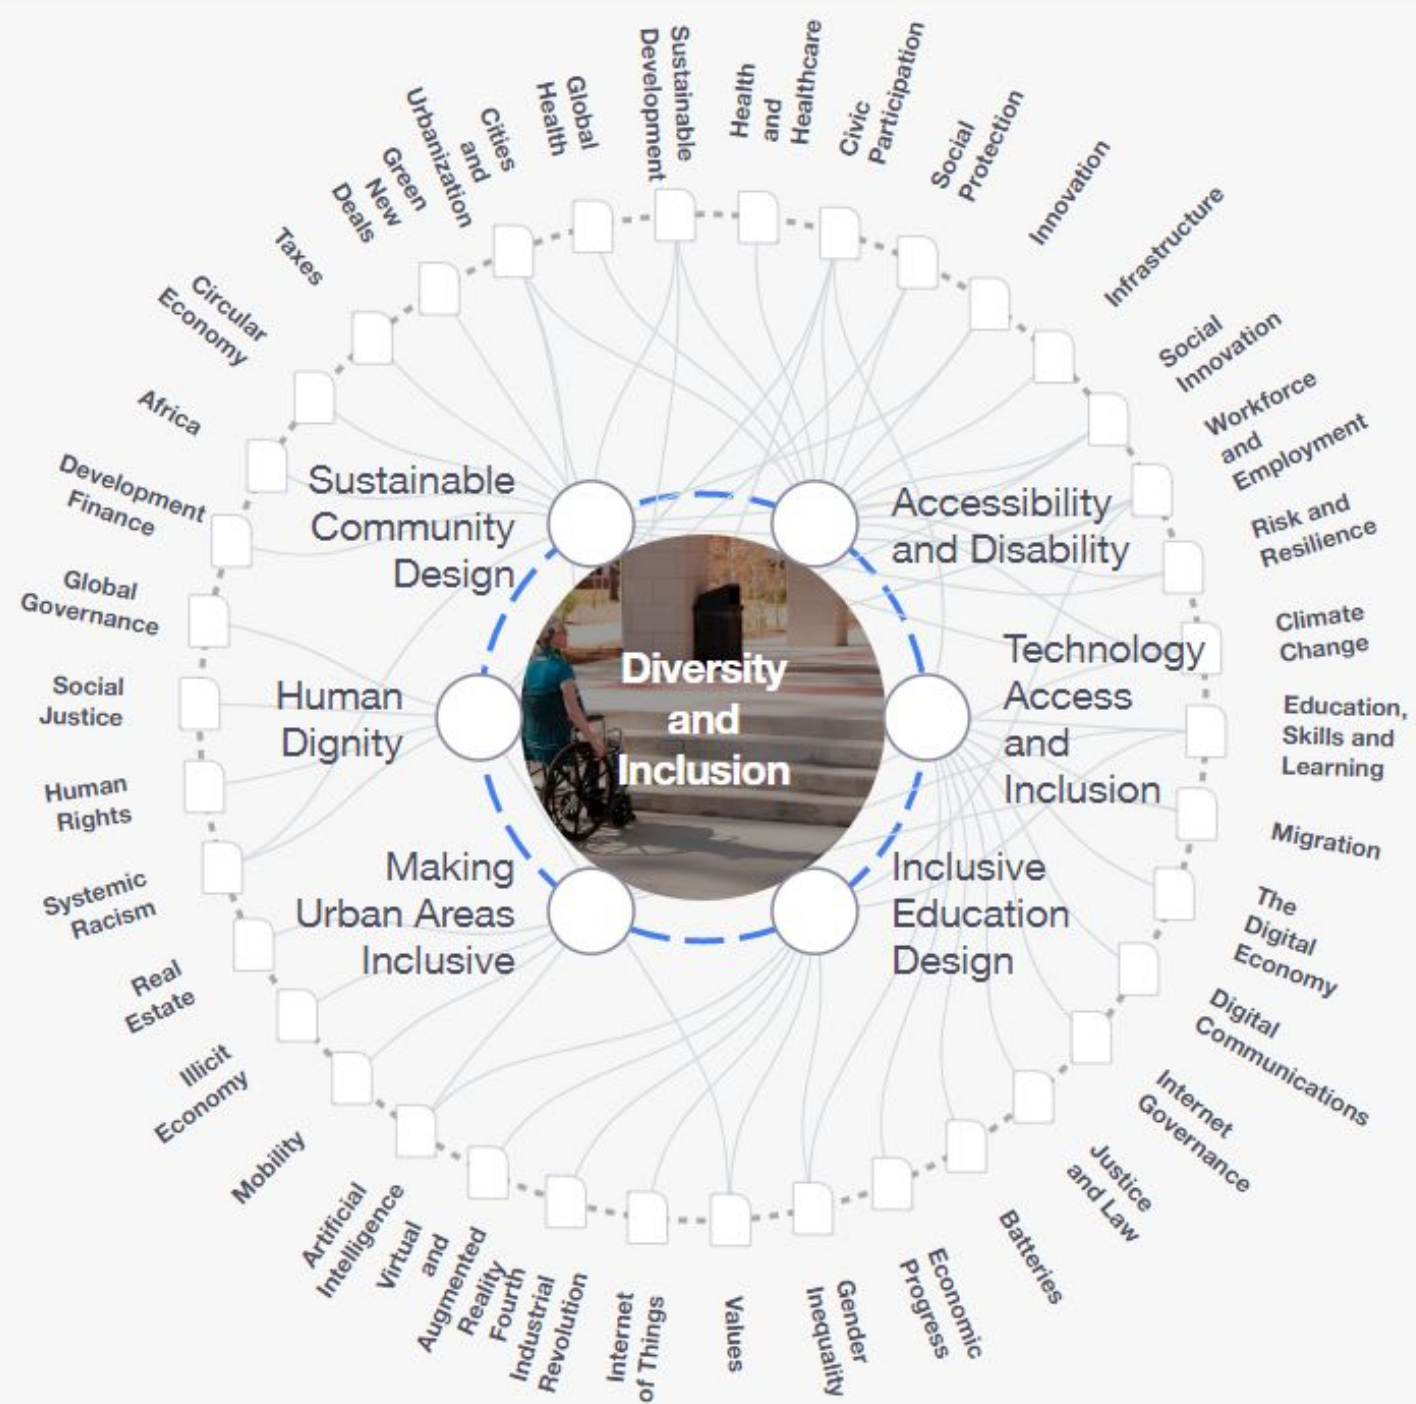 Diversity
and
Inclusion
Sustainable
Community
Design
Accessibility
and Disability
Technology
Access
and
Inclusion
Inclusive
Education
Design
Making
Urban Areas
Inclusive
Human
Dignity
Sustainable
Development
Health
and
Healthcare
Civic
Participation
Social
Protection
Innovation
Infrastructure
Social
Innovation
Workforce
and
Employment
Risk and
Resilience
Climate
Change
Education,
Skills and
Learning
Migration
The
Digital
Economy
Digital
Communications
Internet
Governance
Justice
and Law
Batteries
Economic
Progress
Gender
Inequality
Values
Internet
of Things
Fourth
Industrial
Revolution
Virtual
and
Augmented
Reality
Artificial
Intelligence
Mobility
Illicit
Economy
Real
Estate
Systemic
Racism
Human
Rights
Social
Justice
Global
Governance
Development
Finance
Africa
Circular
Economy
Taxes
Green
New
Deals
Cities
and
Urbanization
Global
Health